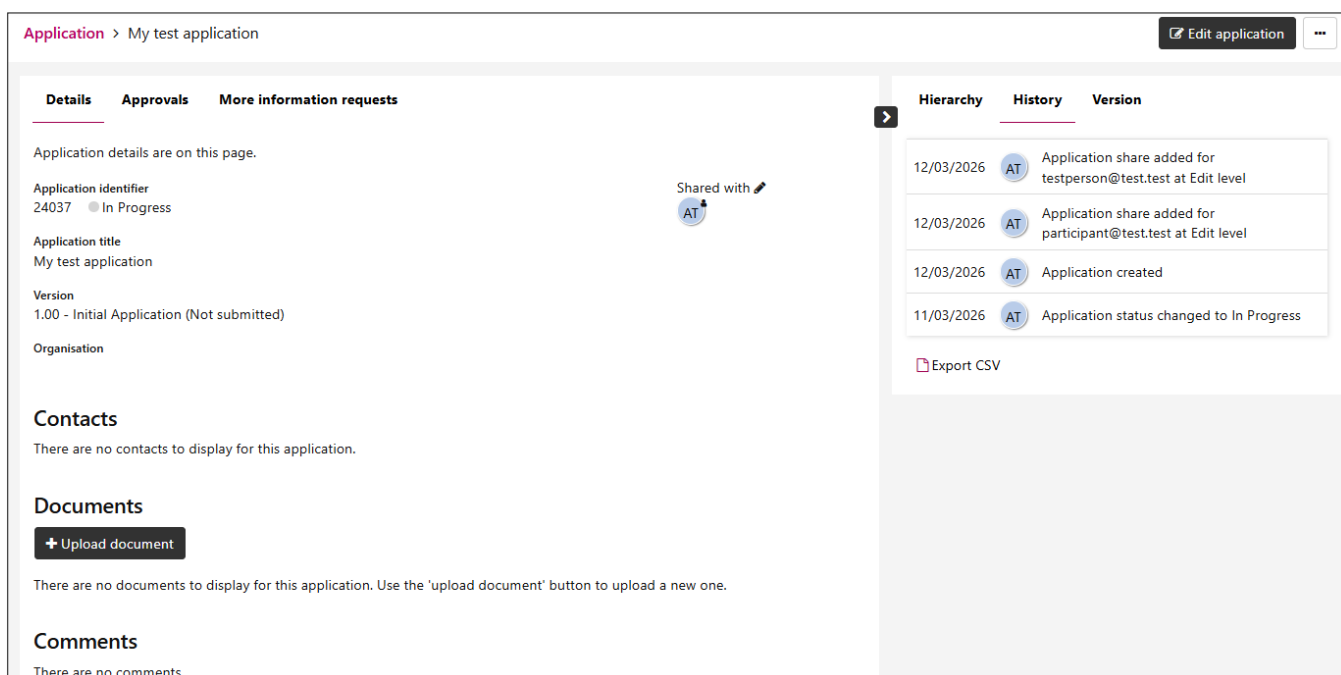 Application > My test application
Edit application
...
Details Approvals More information requests
Application details are on this page.
Application identifier
24037 In Progress
Shared with
AT
Application title
My test application
Version
1.00 - Initial Application (Not submitted)
Organisation
Contacts
There are no contacts to display for this application.
Documents
+ Upload document
There are no documents to display for this application. Use the 'upload document' button to upload a new one.
Comments
There are no comments
Hierarchy History Version
12/03/2026 AT Application share added for
testperson@test.test at Edit level
12/03/2026 AT Application share added for
participant@test.test at Edit level
12/03/2026 AT Application created
11/03/2026 AT Application status changed to In Progress
Export CSV